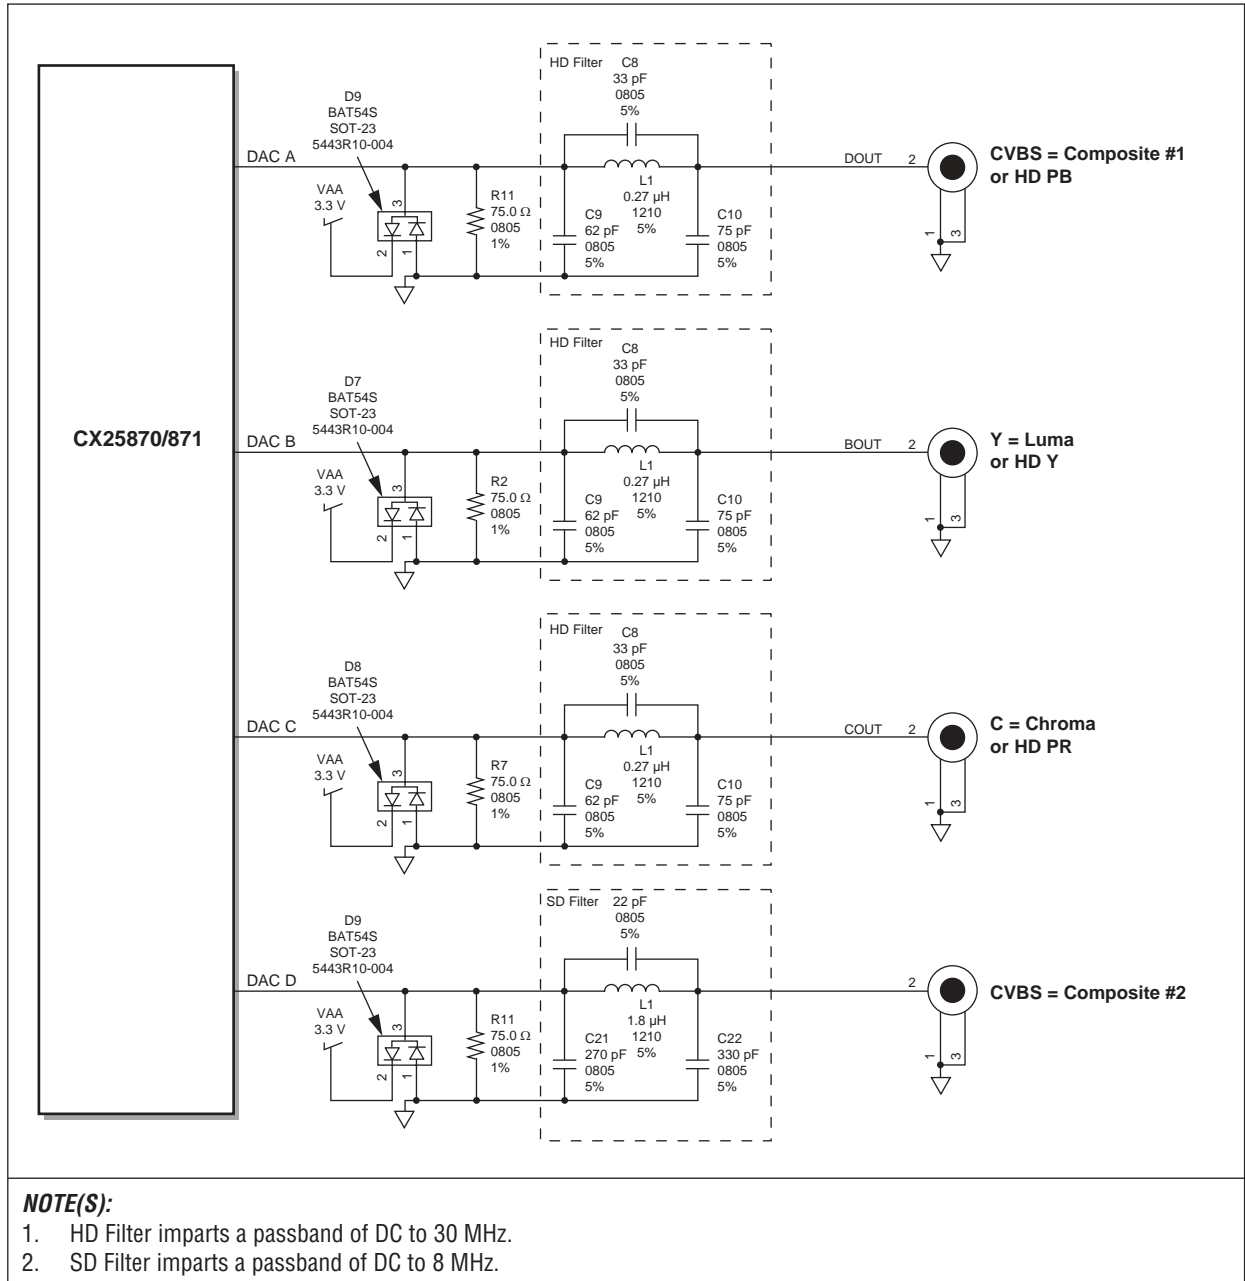 HD Filter
C8
33 pF
0805
5%
D9
BAT54S
SOT-23
5443R10-004
DAC A
VAA
3.3 V
3
2
1
R11
75.0 Ω
0805
1%
C9
62 pF
0805
5%
L1
0.27 µH
1210
5%
C10
75 pF
0805
5%
DOUT
2
1
3
CVBS = Composite #1
or HD PB
HD Filter
C8
33 pF
0805
5%
D7
BAT54S
SOT-23
5443R10-004
CX25870/871
DAC B
VAA
3.3 V
3
2
1
R2
75.0 Ω
0805
1%
C9
62 pF
0805
5%
L1
0.27 µH
1210
5%
C10
75 pF
0805
5%
BOUT
2
1
3
Y = Luma
or HD Y
HD Filter
C8
33 pF
0805
5%
D8
BAT54S
SOT-23
5443R10-004
DAC C
VAA
3.3 V
3
2
1
R7
75.0 Ω
0805
1%
C9
62 pF
0805
5%
L1
0.27 µH
1210
5%
C10
75 pF
0805
5%
COUT
2
1
3
C = Chroma
or HD PR
SD Filter
22 pF
0805
5%
D9
BAT54S
SOT-23
5443R10-004
DAC D
VAA
3.3 V
3
2
1
R11
75.0 Ω
0805
1%
C21
270 pF
0805
5%
L1
1.8 µH
1210
5%
C22
330 pF
0805
5%
2
1
3
CVBS = Composite #2
NOTE(S):
1. HD Filter imparts a passband of DC to 30 MHz.
2. SD Filter imparts a passband of DC to 8 MHz.